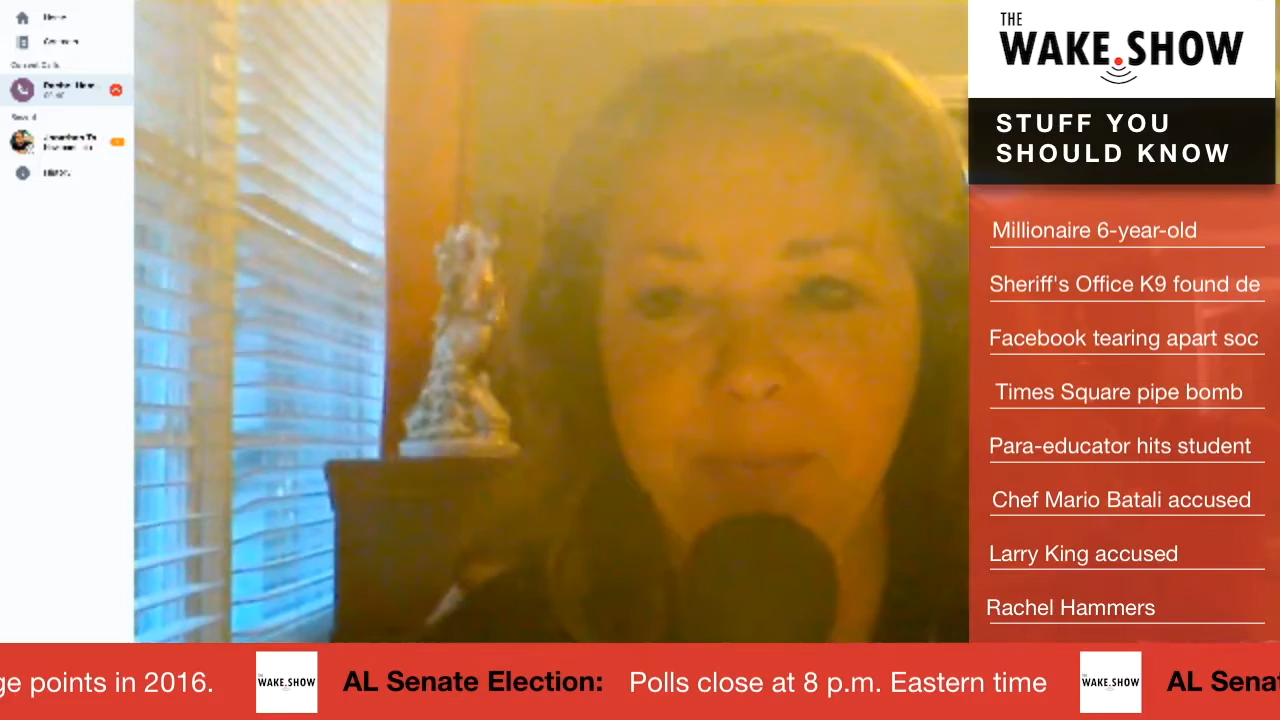 Home
THE
WAKE.SHOW
STUFF YOU
SHOULD KNOW
Millionaire 6-year-old
Sheriff's Office K9 found de
Facebook tearing apart soc
Times Square pipe bomb
Para-educator hits student
Chef Mario Batali accused
Larry King accused
Rachel Hammers
History
ge points in 2016.
THE
WAKE.SHOW
AL Senate Election:
Polls close at 8 p.m. Eastern time
THE
WAKE.SHOW
AL Sena